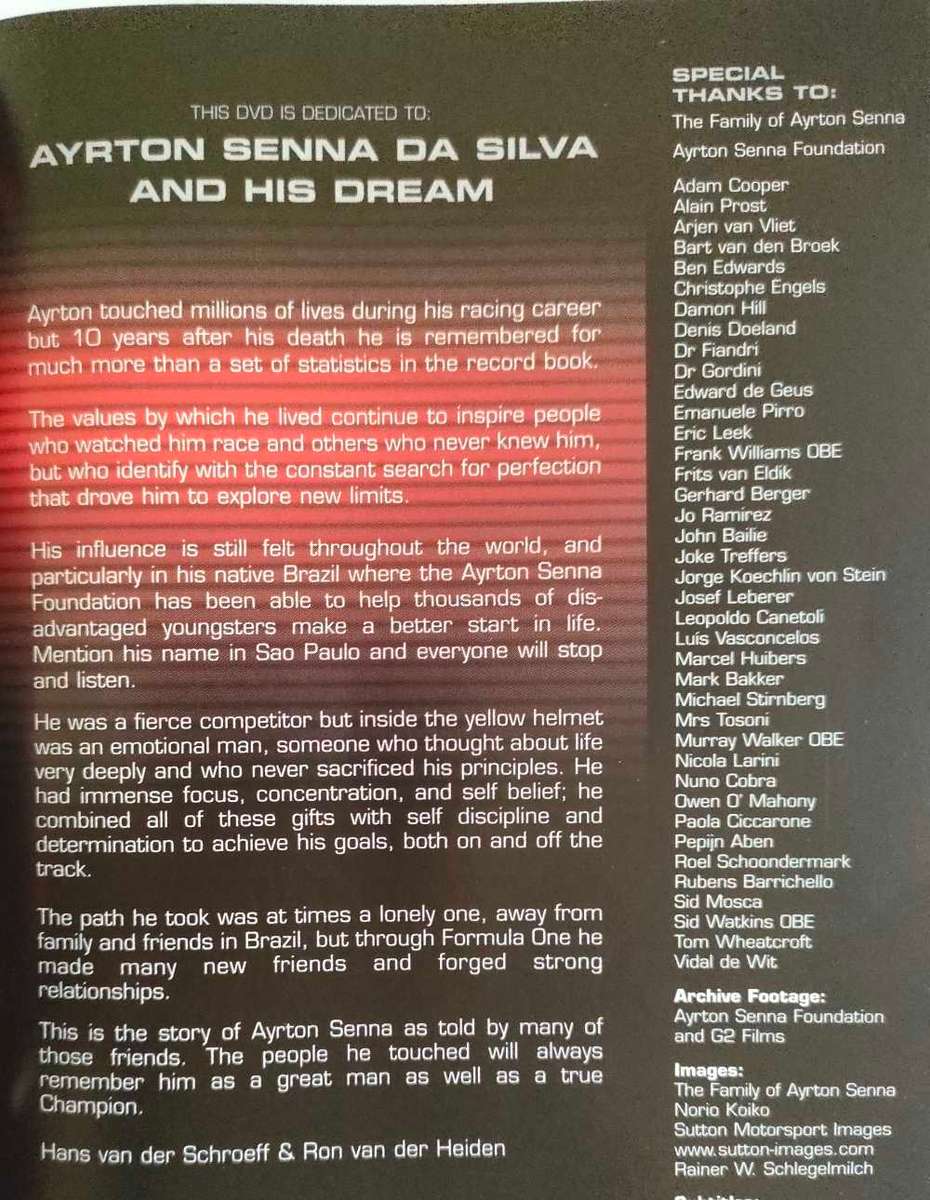 THIS DVD IS DEDICATED TO:
AYRTON SENNA DA SILVA
AND HIS DREAM
Ayrton touched millions of lives during his racing career
but 10 years after his death he is remembered for
much more than a set of statistics in the record book.
The values by which he lived continue to inspire people
who watched him race and others who never knew him,
but who identify with the constant search for perfection
that drove him to explore new limits.
His influence is still felt throughout the world, and
particularly in his native Brazil where the Ayrton Senna
Foundation has been able to help thousands of dis-
advantaged youngsters make a better start in life.
Mention his name in Sao Paulo and everyone will stop
and listen.
He was a fierce competitor but inside the yellow helmet
was an emotional man, someone who thought about life
very deeply and who never sacrificed his principles. He
had immense focus, concentration, and self belief; he
combined all of these gifts with self discipline and
determination to achieve his goals, both on and off the
track.
The path he took was at times a lonely one, away from
family and friends in Brazil, but through Formula One he
made many new friends and forged strong
relationships.
This is the story of Ayrton Senna as told by many of
those friends. The people he touched will always
remember him as a great man as well as a true
Champion.
Hans van der Schroeff & Ron van der Heiden
SPECIAL
THANKS TO:
The Family of Ayrton Senna
Ayrton Senna Foundation
Adam Cooper
Alain Prost
Arjen van Vliet
Bart van den Broek
Ben Edwards
Christophe Engels
Damon Hill
Denis Doeland
Dr Fiandri
Dr Gordini
Edward de Geus
Emanuele Pirro
Eric Leek
Frank Williams OBE
Frits van Eldik
Gerhard Berger
Jo Ramirez
John Bailie
Joke Treffers
Jorge Koechlin von Stein
Josef Leberer
Leopoldo Canetoli
Luís Vasconcelos
Marcel Huibers
Mark Bakker
Michael Stirnberg
Mrs Tosoni
Murray Walker OBE
Nicola Larini
Nuno Cobra
Owen O' Mahony
Paola Ciccarone
Pepijn Aben
Roel Schoondermark
Rubens Barrichello
Sid Mosca
Sid Watkins OBE
Tom Wheatcroft
Vidal de Wit
Archive Footage:
Ayrton Senna Foundation
and G2 Films
Images:
The Family of Ayrton Senna
Norio Koiko
Sutton Motorsport Images
www.sutton-images.com
Rainer W. Schlegelmilch